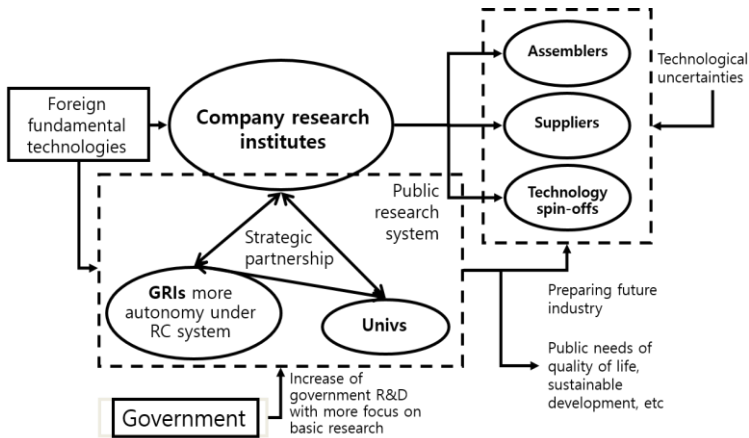 Foreign
fundamental
technologies
Company research
institutes
Assemblers
Suppliers
Technology
spin-offs
Technological
uncertainties
Public
research
system
Strategic
partnership
GRIs more
autonomy under
RC system
Univs
Preparing future
industry
Public needs of
quality of life,
sustainable
development, etc
Government
Increase of
government R&D
with more focus on
basic research